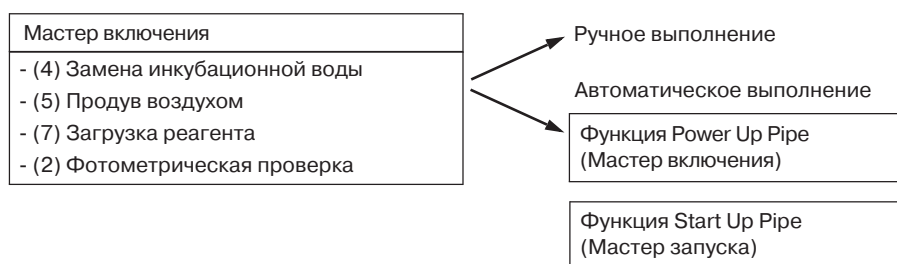 Мастер включения
- (4) Замена инкубационной воды
- (5) Продув воздухом
- (7) Загрузка реагента
- (2) Фотометрическая проверка
Ручное выполнение
Автоматическое выполнение
Функция Power Up Pipe
(Мастер включения)
Функция Start Up Pipe
(Мастер запуска)